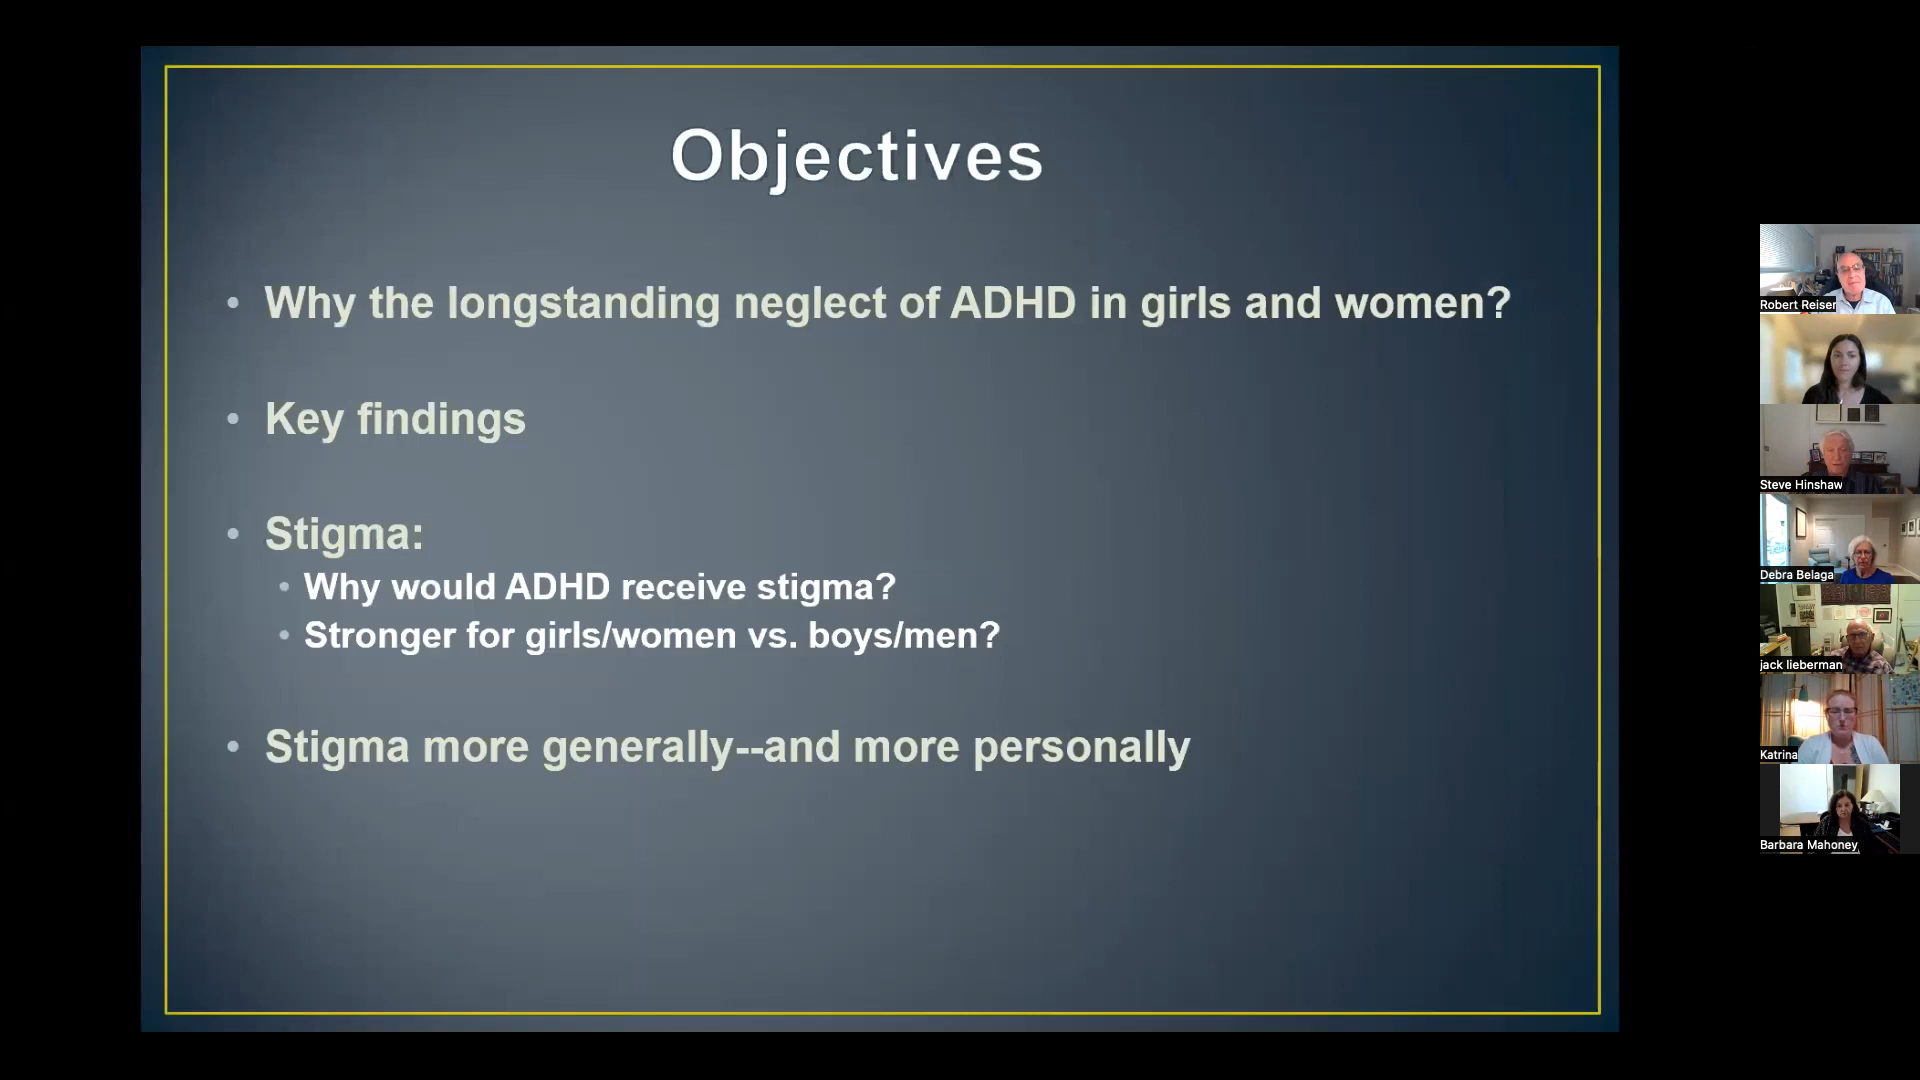 Objectives
• Why the longstanding neglect of ADHD in girls and women?
• Key findings
• Stigma:
• Why would ADHD receive stigma?
• Stronger for girls/women vs. boys/men?
• Stigma more generally--and more personally
Robert Reiser
Steve Hinshaw
Debra Belaga
jack lieberman
Katrina
Barbara Mahoney